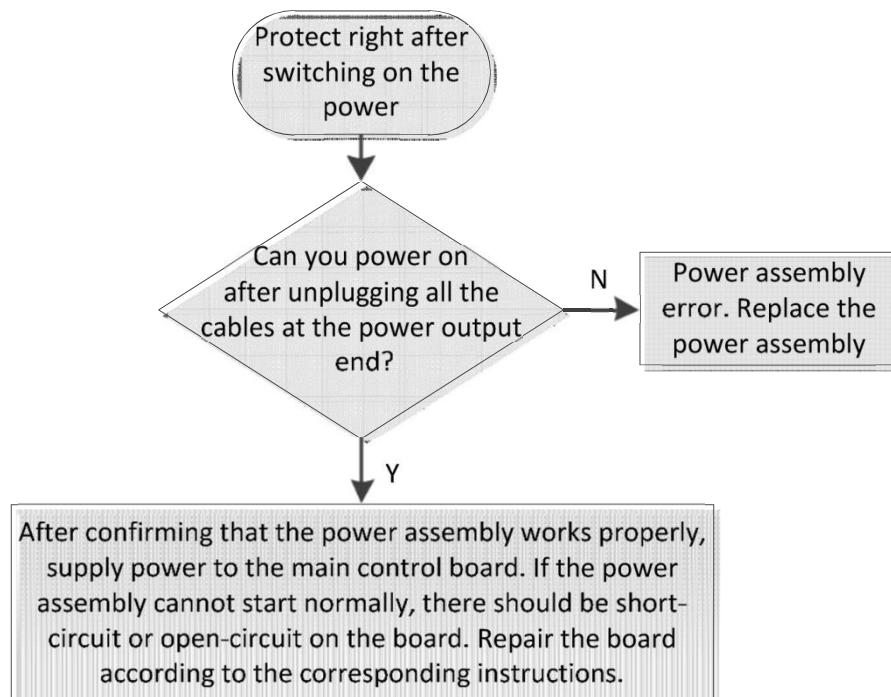 Protect right after
switching on the
power
Can you power on
after unplugging all the
cables at the power output
end?
N
Power assembly
error. Replace the
power assembly
Y
After confirming that the power assembly works properly,
supply power to the main control board. If the power
assembly cannot start normally, there should be short-
circuit or open-circuit on the board. Repair the board
according to the corresponding instructions.